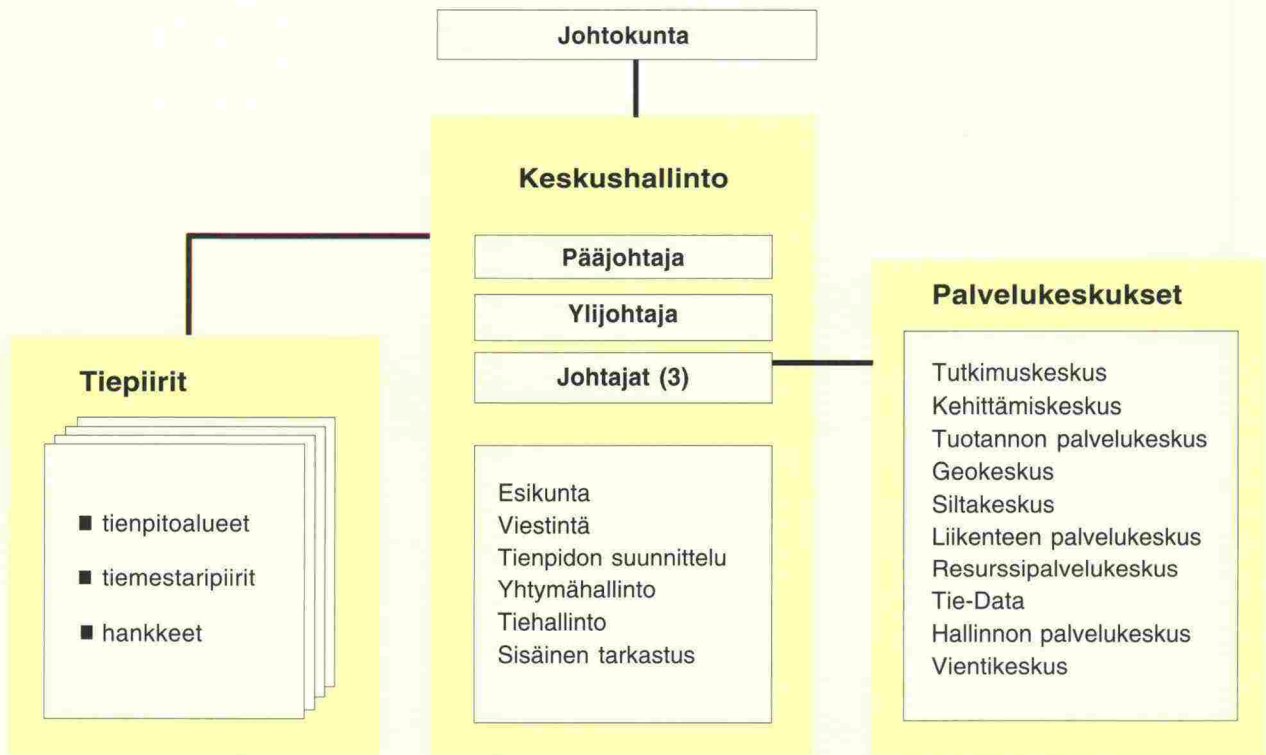 Johtokunta
Keskushallinto
Pääjohtaja
Ylijohtaja
Johtajat (3)
Esikunta
Viestintä
Tienpidon suunnittelu
Yhtymähallinto
Tiehallinto
Sisäinen tarkastus
Tiepiirit
■ tienpitoalueet
■ tiemestaripiirit
■ hankkeet
Palvelukeskukset
Tutkimuskeskus
Kehittämiskeskus
Tuotannon palvelukeskus
Geokeskus
Siltakeskus
Liikenteen palvelukeskus
Resurssipalvelukeskus
Tie-Data
Hallinnon palvelukeskus
Vientikeskus